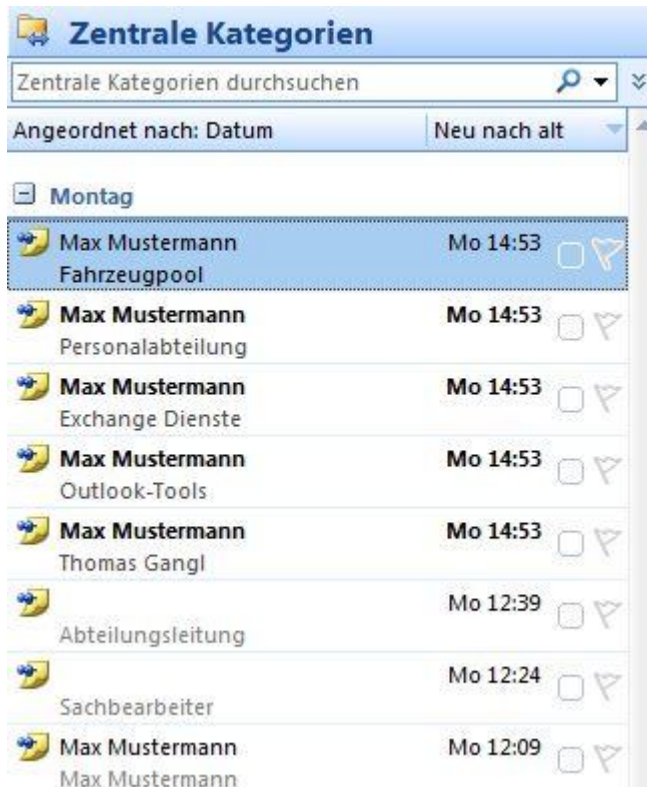 Zentrale Kategorien
Zentrale Kategorien durchsuchen
Angeordnet nach: Datum Neu nach alt
Montag
Max Mustermann Mo 14:53
Fahrzeugpool
Max Mustermann Mo 14:53
Personalabteilung
Max Mustermann Mo 14:53
Exchange Dienste
Max Mustermann Mo 14:53
Outlook-Tools
Max Mustermann Mo 14:53
Thomas Gangl
Mo 12:39
Abteilungsleitung
Mo 12:24
Sachbearbeiter
Max Mustermann Mo 12:09
Max Mustermann